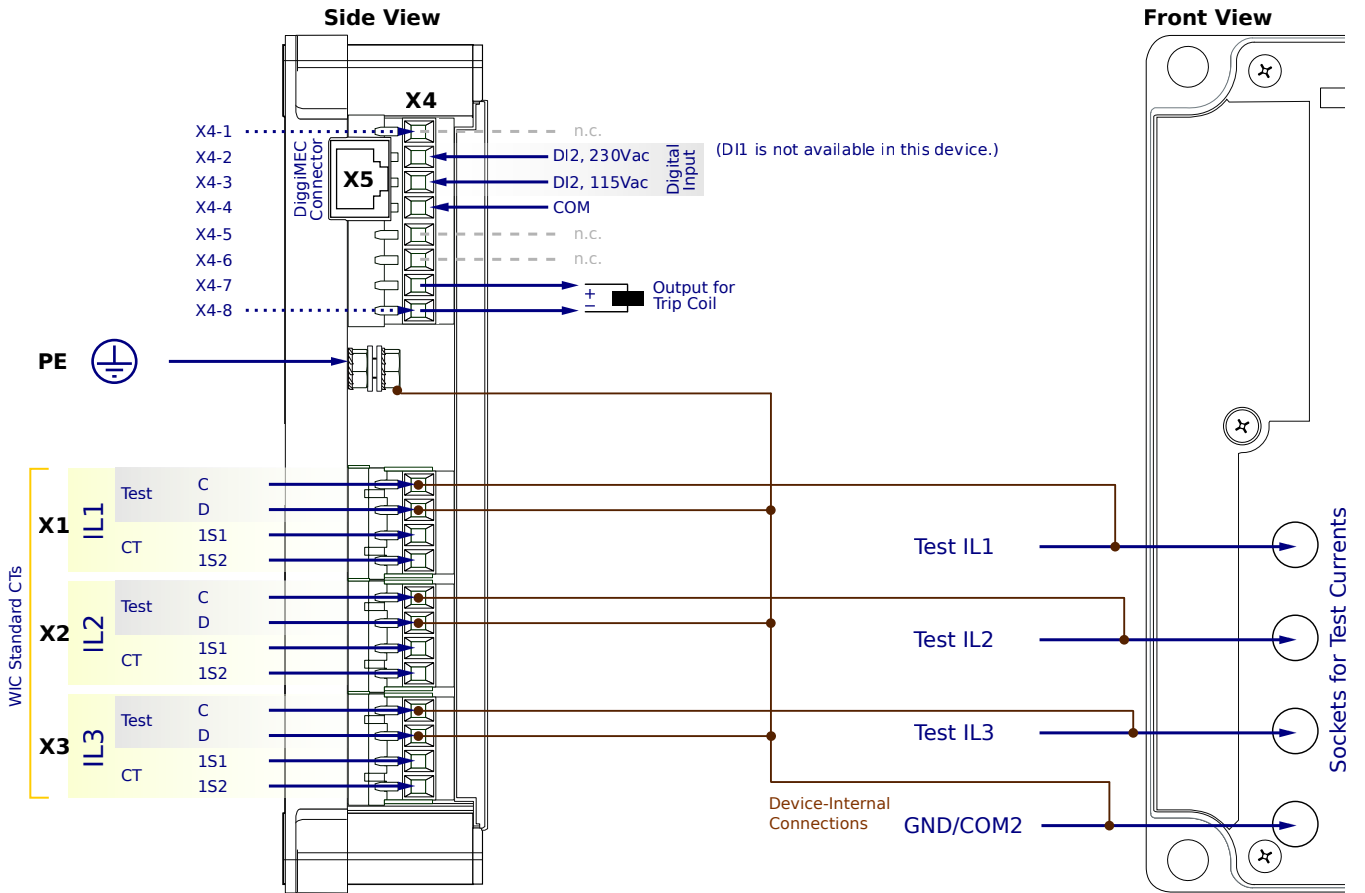 Side View
Front View
X4
X4-1
n.c.
X4-2
DI2, 230Vac
X4-3
DI2, 115Vac
Digital
Input
(DI1 is not available in this device.)
X4-4
COM
X4-5
n.c.
X4-6
n.c.
X4-7
X4-8
DiggiMEC
Connector
X5
+
−
Output for
Trip Coil
PE
WIC Standard CTs
X1
IL1
Test
C
D
CT
1S1
1S2
X2
IL2
Test
C
D
CT
1S1
1S2
X3
IL3
Test
C
D
CT
1S1
1S2
Test IL1
Test IL2
Test IL3
Device-Internal
Connections
GND/COM2
Sockets for Test Currents